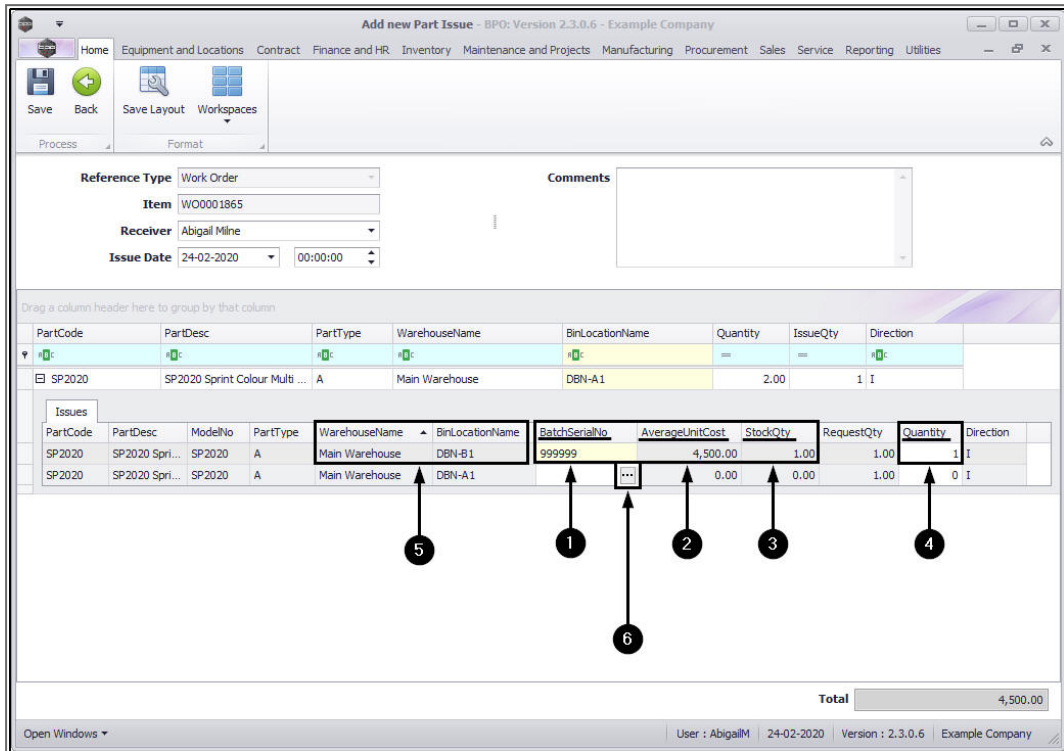 Add new Part Issue - BPO: Version 2.3.0.6 - Example Company
Home Equipment and Locations Contract Finance and HR Inventory Maintenance and Projects Manufacturing Procurement Sales Service Reporting Utilities
Save Back Save Layout Workspaces
Process Format
Reference Type Work Order Comments
Item WO0001865
Receiver Abigail Milne
Issue Date 24-02-2020 00:00:00
Drag a column header here to group by that column
PartCode PartDesc PartType WarehouseName BinLocationName Quantity IssueQty Direction
SP2020 SP2020 Sprint Colour Multi ... A Main Warehouse DBN-A1 2.00 1 I
Issues
PartCode PartDesc ModelNo PartType WarehouseName BinLocationName BatchSerialNo AverageUnitCost StockQty RequestQty Quantity Direction
SP2020 SP2020 Spri... SP2020 A Main Warehouse DBN-B1 999999 4,500.00 1.00 1.00 1 I
SP2020 SP2020 Spri... SP2020 A Main Warehouse DBN-A1 ... 0.00 0.00 1.00 0 I
5 1 2 3 4
6
Total 4,500.00
Open Windows User : AbigailM 24-02-2020 Version : 2.3.0.6 Example Company